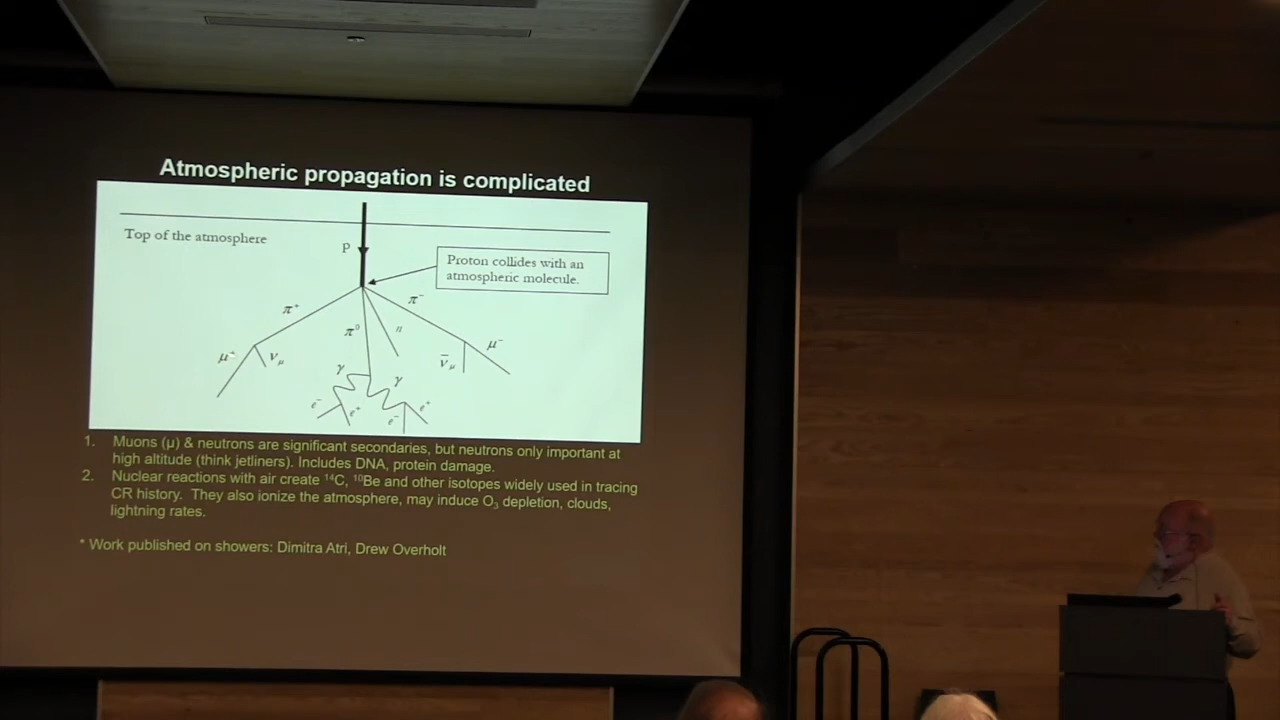 Atmospheric propagation is complicated
Top of the atmosphere
p
Proton collides with an
atmospheric molecule.
π⁺
π⁰
n
π⁻
μ⁺
ν_μ
ν̄_μ
μ⁻
γ
γ
e⁻
e⁺
e⁻
e⁺
1. Muons (μ) & neutrons are significant secondaries, but neutrons only important at
high altitude (think jetliners). Includes DNA, protein damage.
2. Nuclear reactions with air create ¹⁴C, ¹⁰Be and other isotopes widely used in tracing
CR history. They also ionize the atmosphere, may induce O₃ depletion, clouds,
lightning rates.
* Work published on showers: Dimitra Atri, Drew Overholt